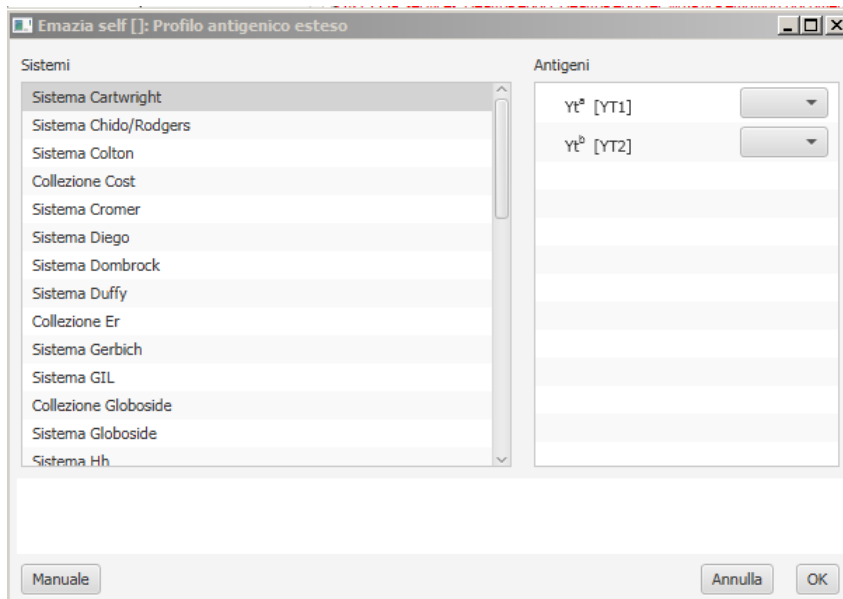 Emazia self []: Profilo antigenico esteso
Sistemi
Antigeni
Sistema Cartwright
Sistema Chido/Rodgers
Sistema Colton
Collezione Cost
Sistema Cromer
Sistema Diego
Sistema Dombrock
Sistema Duffy
Collezione Er
Sistema Gerbich
Sistema GIL
Collezione Globoside
Sistema Globoside
Sistema Hh
Ytᵃ [YT1]
Ytᵇ [YT2]
Manuale
Annulla
OK